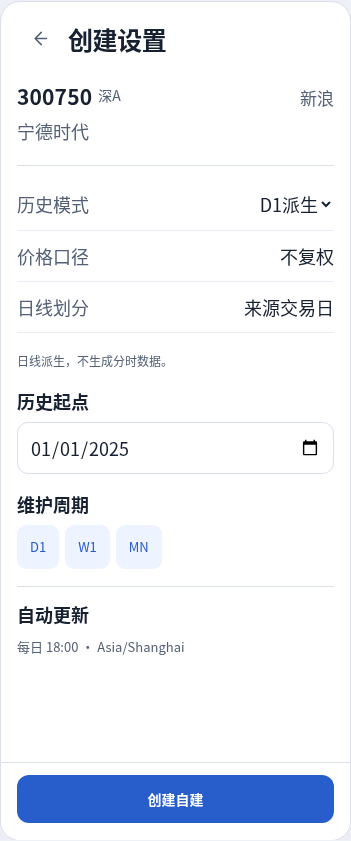 创建设置
300750 深A 新浪
宁德时代
历史模式 D1派生
价格口径 不复权
日线划分 来源交易日
日线派生，不生成分时数据。
历史起点
01/01/2025
维护周期
D1 W1 MN
自动更新
每日 18:00 · Asia/Shanghai
创建自建